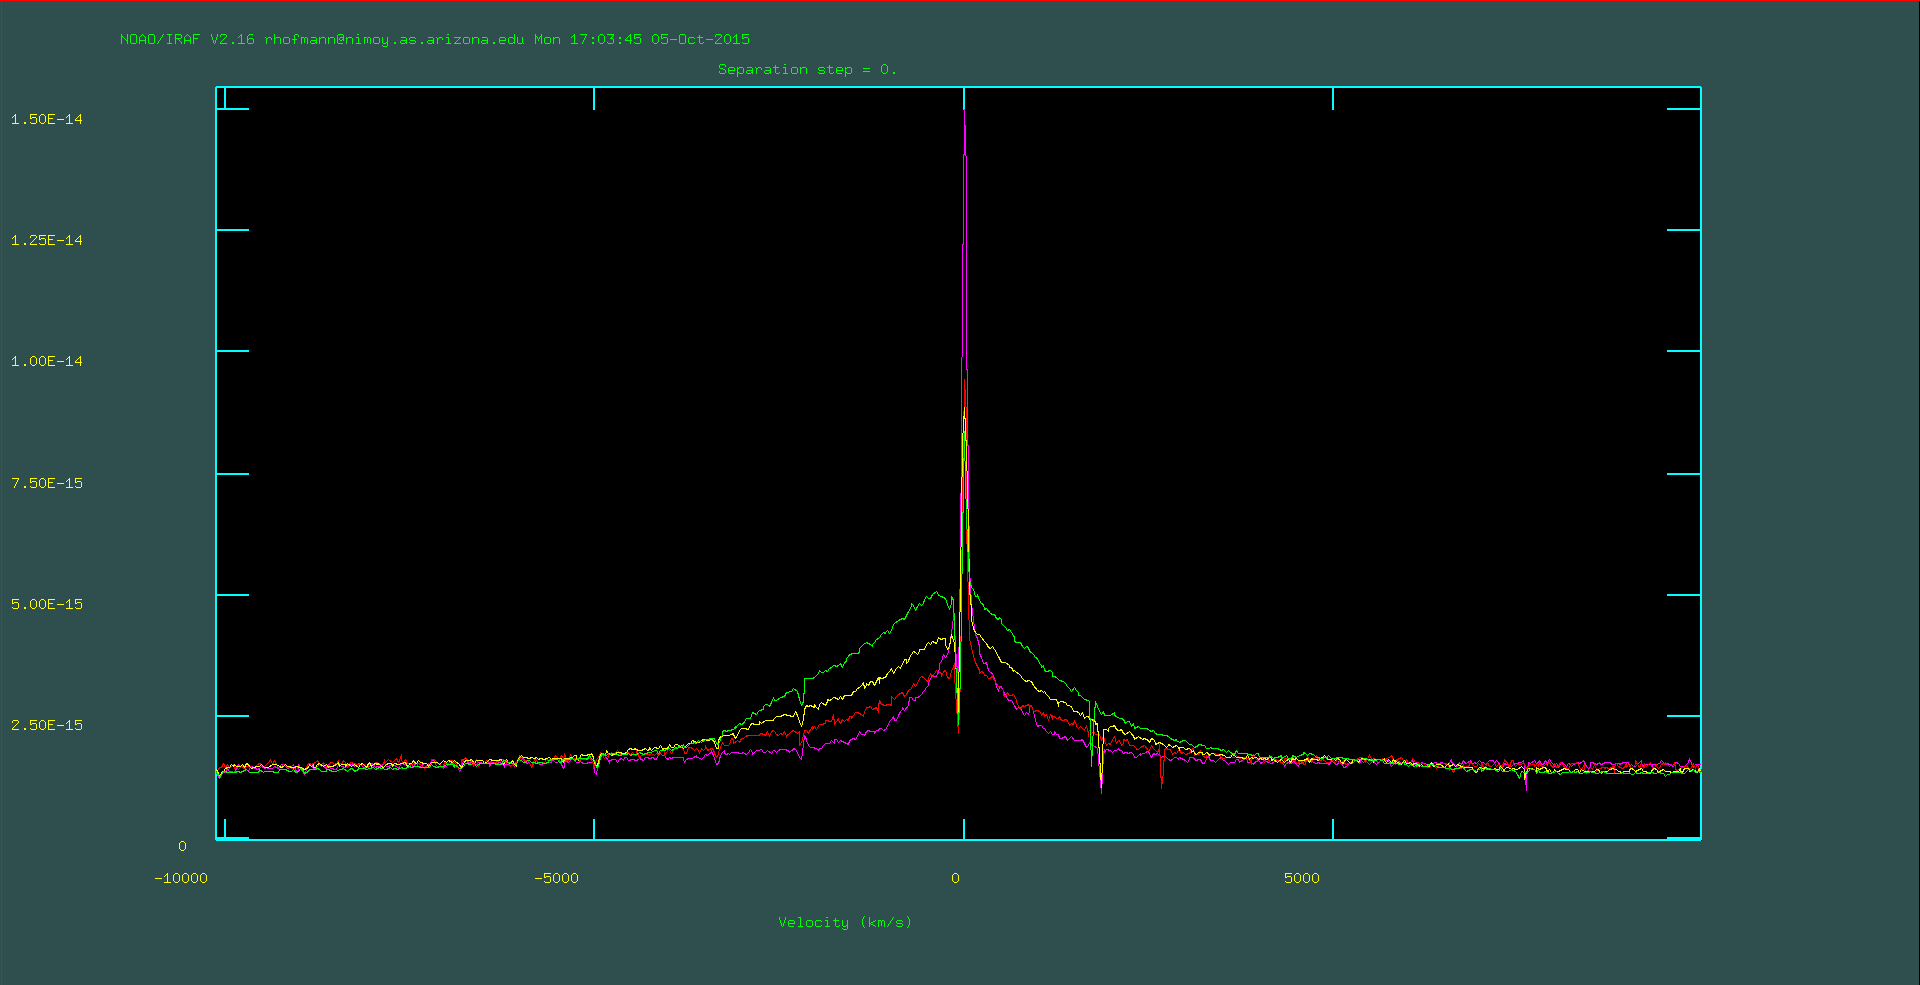 NOAO/IRAF V2.16 rhofmann@nimoy.as.arizona.edu Mon 17:03:45 05-Oct-2015
Separation step = 0.
1.50E-14
1.25E-14
1.00E-14
7.50E-15
5.00E-15
2.50E-15
0
-10000 -5000 0 5000
Velocity (km/s)